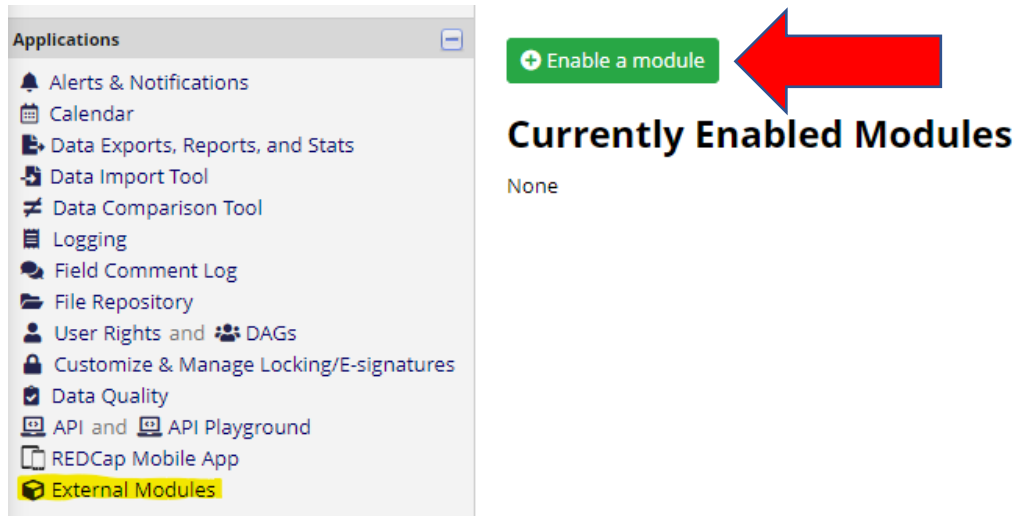 Applications
Alerts & Notifications
Calendar
Data Exports, Reports, and Stats
Data Import Tool
Data Comparison Tool
Logging
Field Comment Log
File Repository
User Rights and DAGs
Customize & Manage Locking/E-signatures
Data Quality
API and API Playground
REDCap Mobile App
External Modules
Enable a module
Currently Enabled Modules
None